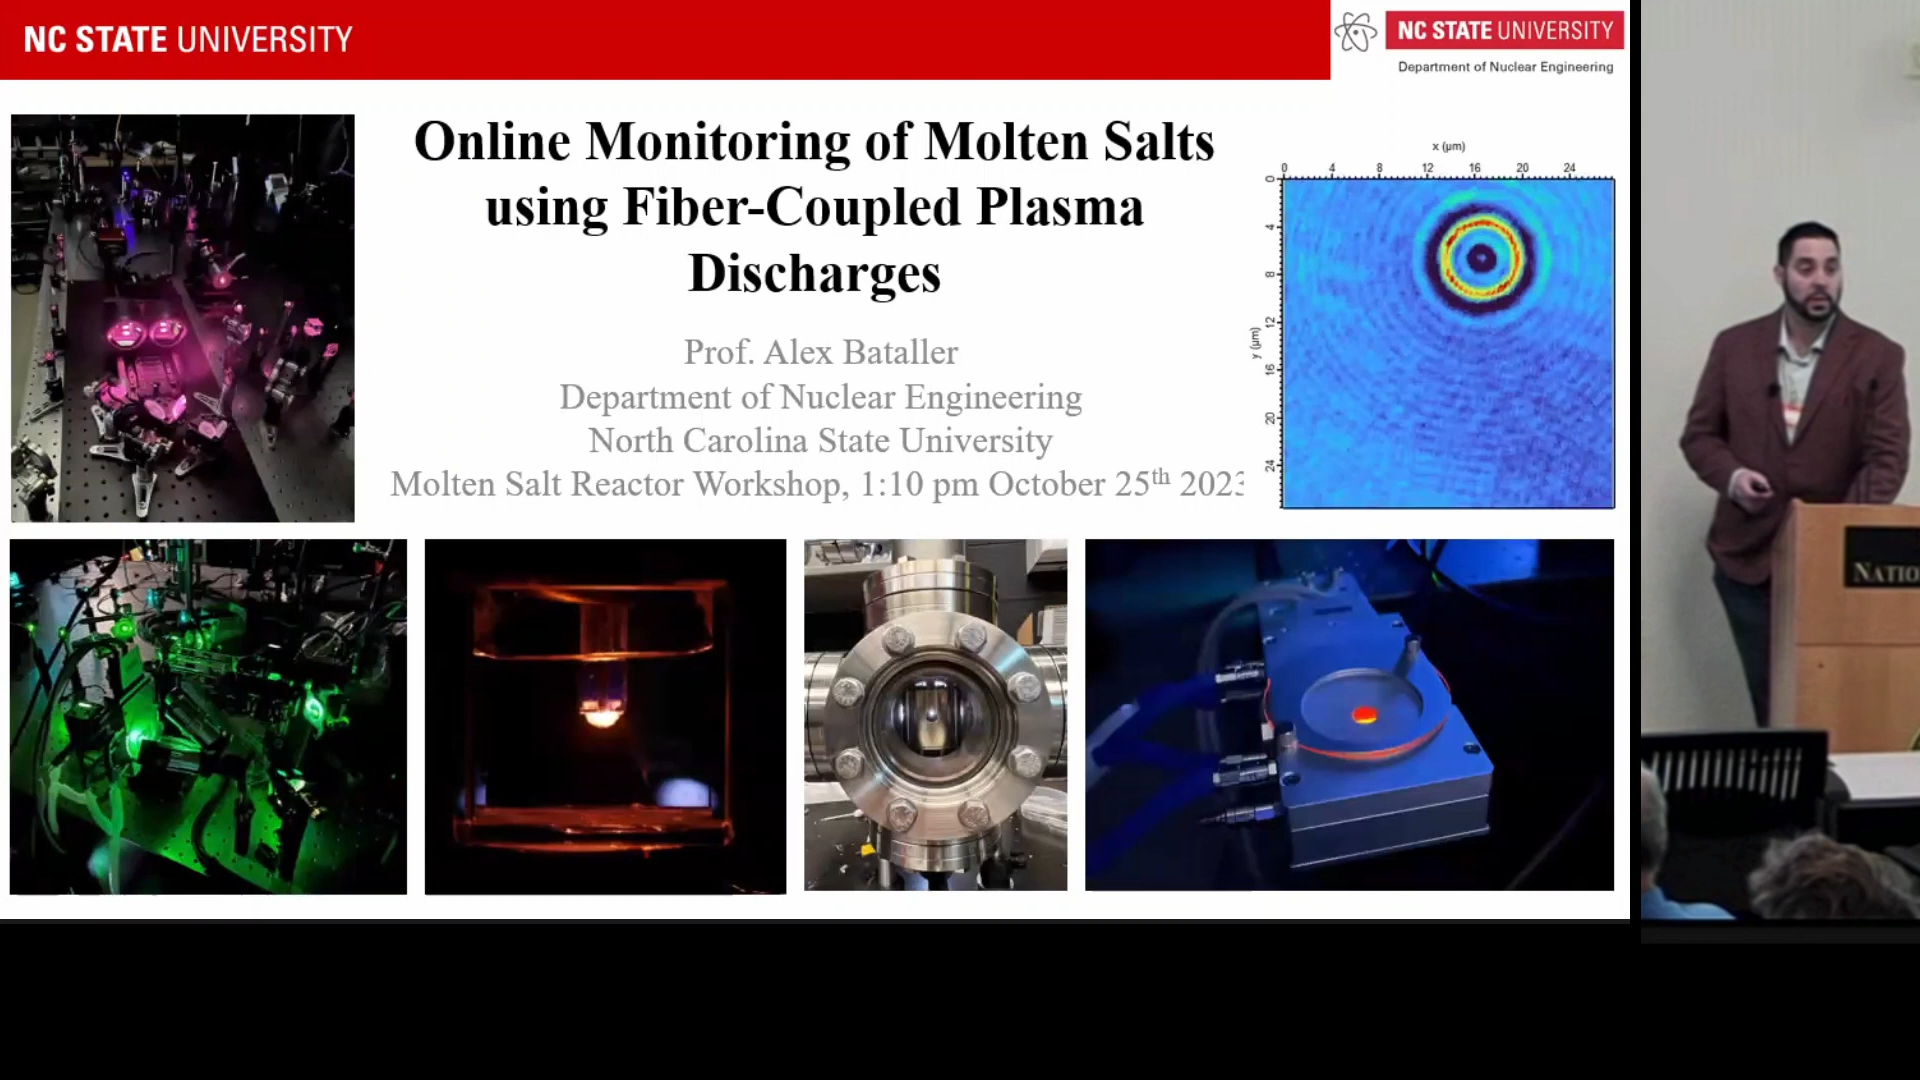 NC STATE UNIVERSITY
NC STATE UNIVERSITY
Department of Nuclear Engineering
Online Monitoring of Molten Salts
using Fiber-Coupled Plasma
Discharges
Prof. Alex Bataller
Department of Nuclear Engineering
North Carolina State University
Molten Salt Reactor Workshop, 1:10 pm October 25th 2023
x (µm)
0 4 8 12 16 20 24
y (µm)
0
4
8
12
16
20
24
NATIO